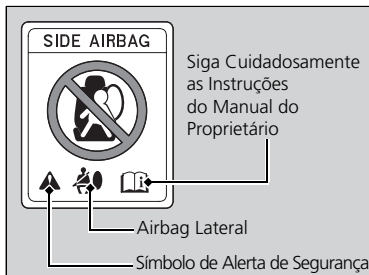 SIDE AIRBAG
Siga Cuidadosamente
as Instruções
do Manual do
Proprietário
Airbag Lateral
Símbolo de Alerta de Segurança